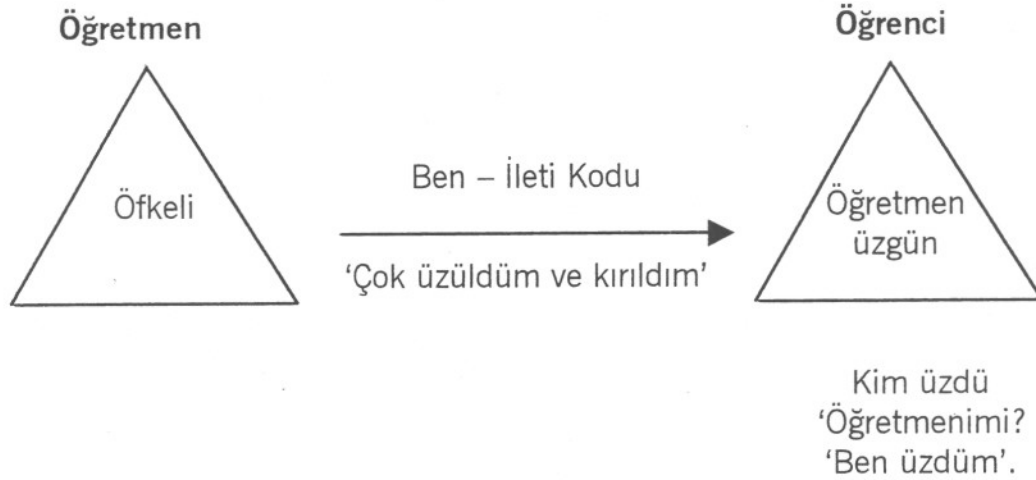 Öğretmen
Öğrenci
Öfkeli
Ben – İleti Kodu
'Çok üzüldüm ve kırıldım'
Öğretmen
üzgün
Kim üzdü
'Öğretmenimi?
'Ben üzdüm'.